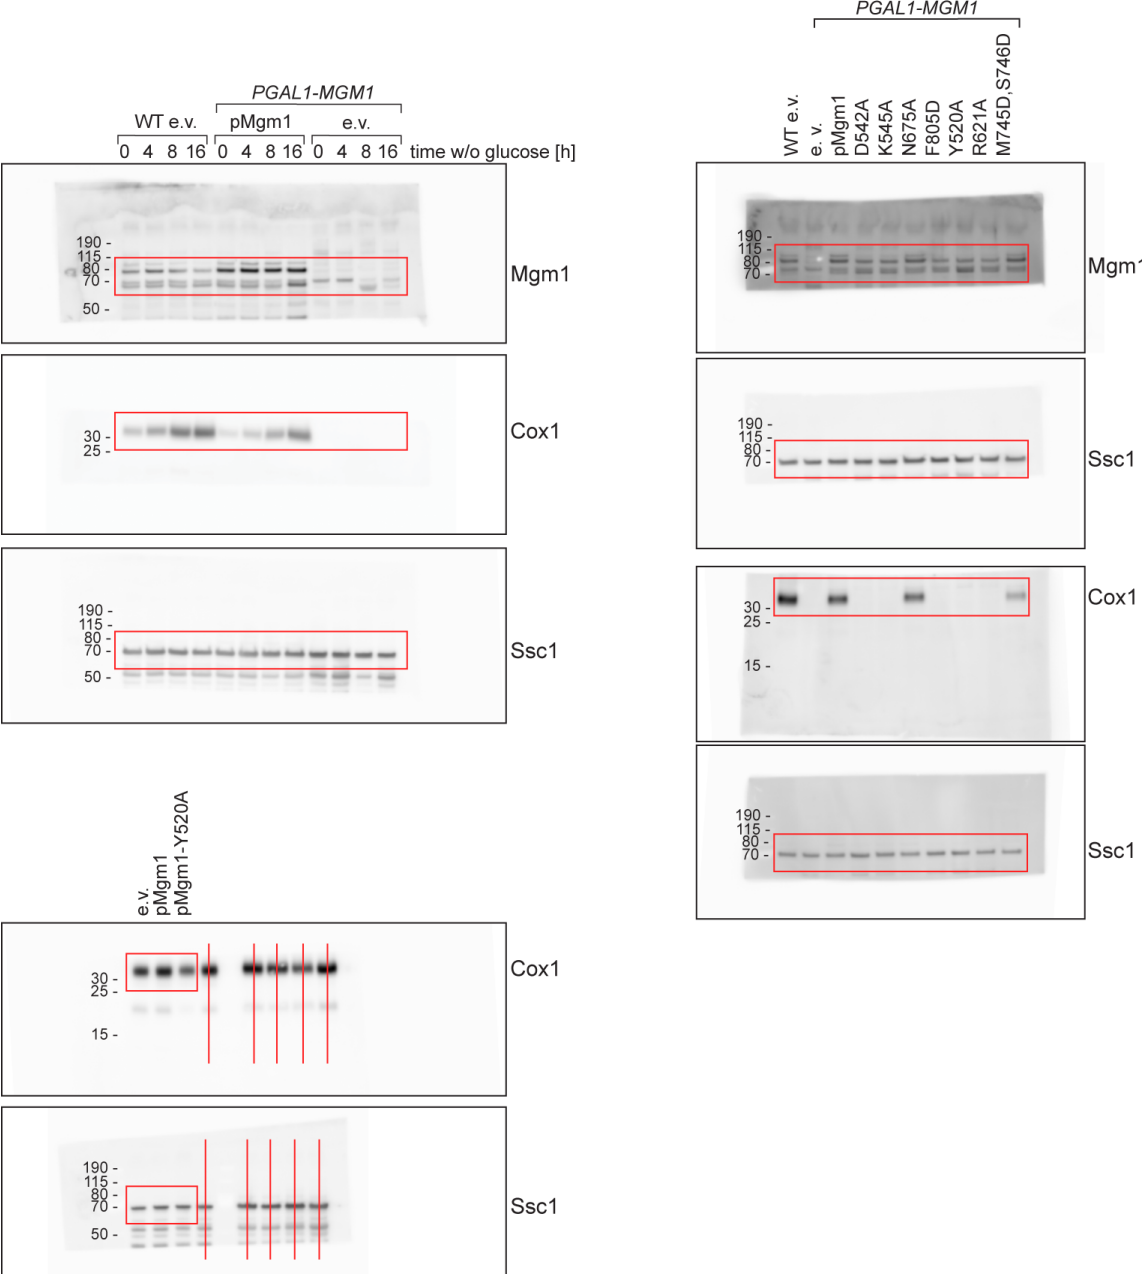 PGAL1-MGM1
WT e.v. pMgm1 e.v.
0 4 8 16 0 4 8 16 0 4 8 16 time w/o glucose [h]
190 -
115 -
80 -
70 -
50 -
Mgm1
30 -
25 -
Cox1
190 -
115 -
80 -
70 -
50 -
Ssc1
e.v.
pMgm1
pMgm1-Y520A
30 -
25 -
15 -
Cox1
190 -
115 -
80 -
70 -
50 -
Ssc1
PGAL1-MGM1
WT e.v.
e. v.
pMgm1
D542A
K545A
N675A
F805D
Y520A
R621A
M745D,S746D
190 -
115 -
80 -
70 -
Mgm1
190 -
115 -
80 -
70 -
Ssc1
30 -
25 -
15 -
Cox1
190 -
115 -
80 -
70 -
Ssc1